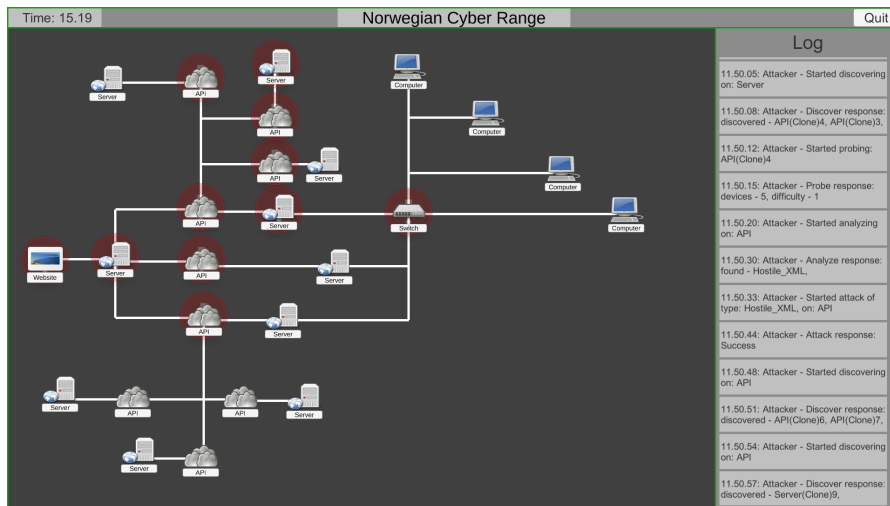 Time: 15.19
Norwegian Cyber Range
Quit
Log
Server
API
Server
API
API
Server
API
Server
Switch
Computer
Computer
Computer
Computer
Website
Server
API
Server
API
Server
Server
API
API
Server
Server
API
11.50.05: Attacker - Started discovering
on: Server
11.50.08: Attacker - Discover response:
discovered - API(Clone)4, API(Clone)3,
11.50.12: Attacker - Started probing:
API(Clone)4
11.50.15: Attacker - Probe response:
devices - 5, difficulty - 1
11.50.20: Attacker - Started analyzing
on: API
11.50.30: Attacker - Analyze response:
found - Hostile_XML,
11.50.33: Attacker - Started attack of
type: Hostile_XML, on: API
11.50.44: Attacker - Attack response:
Success
11.50.48: Attacker - Started discovering
on: API
11.50.51: Attacker - Discover response:
discovered - API(Clone)6, API(Clone)7,
11.50.54: Attacker - Started discovering
on: API
11.50.57: Attacker - Discover response:
discovered - Server(Clone)9,